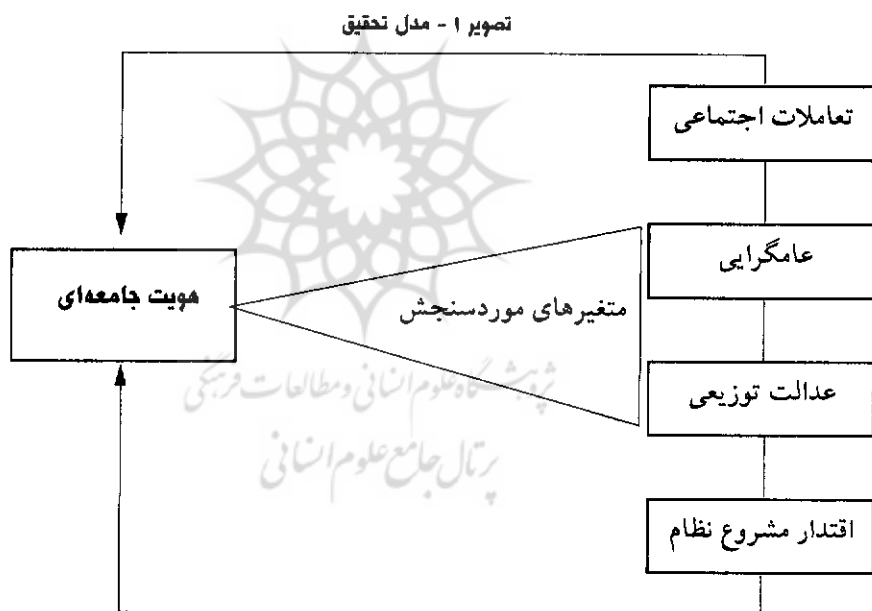 تصویر ۱ - مدل تحقیق
تعاملات اجتماعی
عامگرایی
هویت جامعه‌ای
متغیرهای موردسنجش
عدالت توزیعی
پژوهشگاه علوم انسانی و مطالعات فرهنگی
پرتال جامع علوم انسانی
اقتدار مشروع نظام